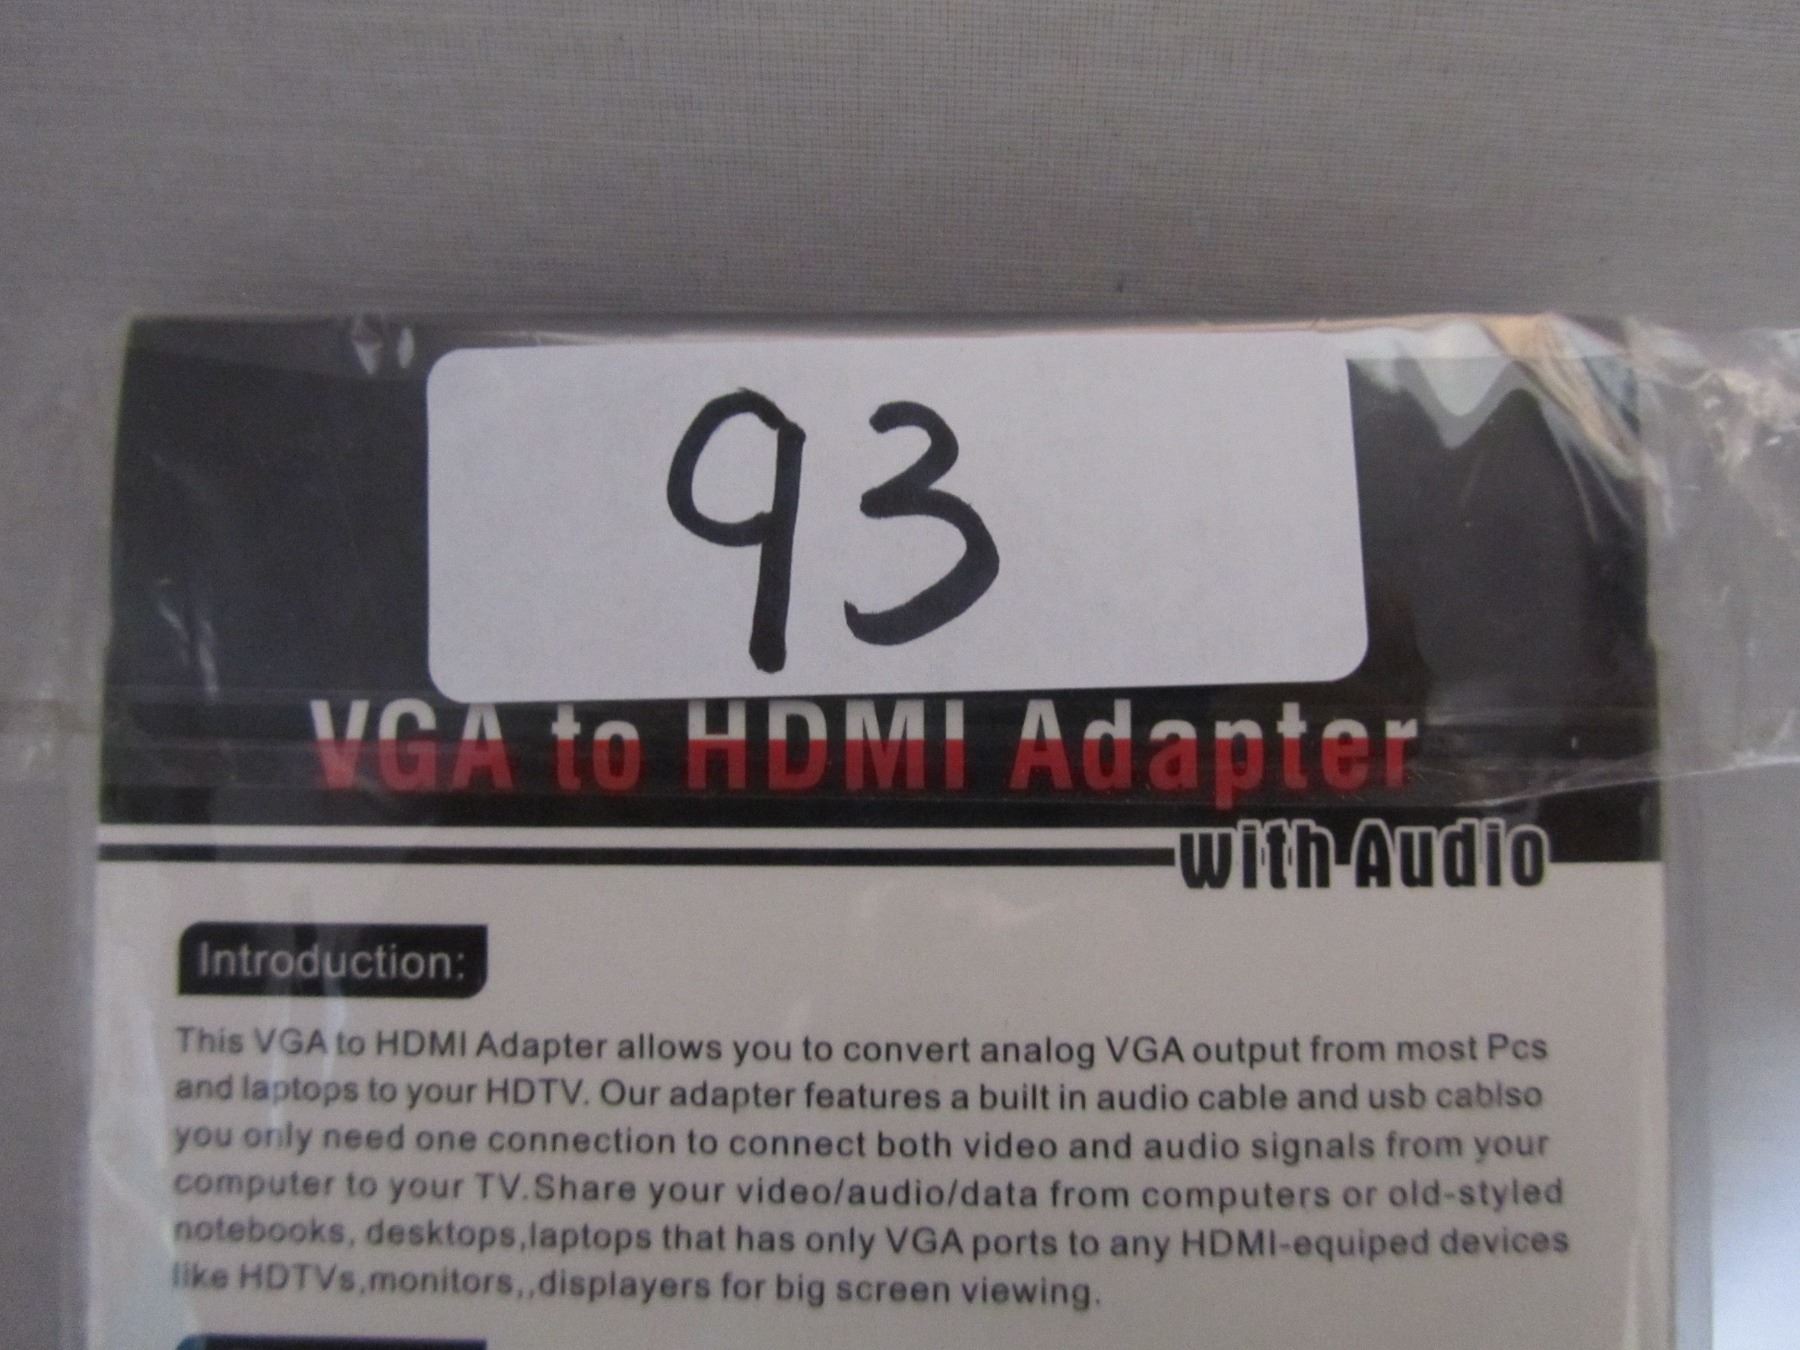 93
VGA to HDMI Adapter
with Audio
Introduction:
This VGA to HDMI Adapter allows you to convert analog VGA output from most Pcs
and laptops to your HDTV. Our adapter features a built in audio cable and usb cablso
you only need one connection to connect both video and audio signals from your
computer to your TV.Share your video/audio/data from computers or old-styled
notebooks, desktops,laptops that has only VGA ports to any HDMI-equiped devices
like HDTVs,monitors,,displayers for big screen viewing.